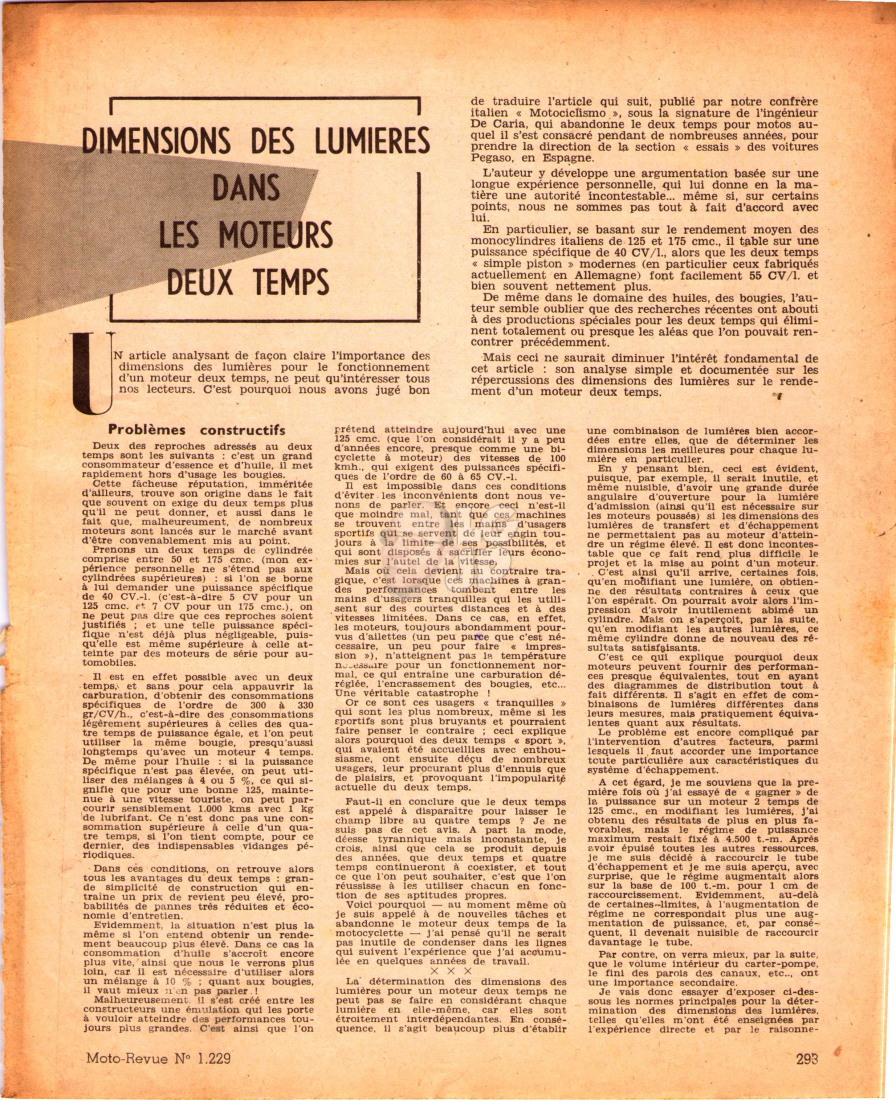 DIMENSIONS DES LUMIERES
DANS
LES MOTEURS
DEUX TEMPS
UN article analysant de façon claire l'importance des
dimensions des lumières pour le fonctionnement
d'un moteur deux temps, ne peut qu'intéresser tous
nos lecteurs. C'est pourquoi nous avons jugé bon
de traduire l'article qui suit, publié par notre confrère
italien « Motociclismo », sous la signature de l'ingénieur
De Caria, qui abandonne le deux temps pour motos au-
quel il s'est consacré pendant de nombreuses années, pour
prendre la direction de la section « essais » des voitures
Pegaso, en Espagne.
L'auteur y développe une argumentation basée sur une
longue expérience personnelle, qui lui donne en la ma-
tière une autorité incontestable... même si, sur certains
points, nous ne sommes pas tout à fait d'accord avec
lui.
En particulier, se basant sur le rendement moyen des
monocylindres italiens de 125 et 175 cmc., il table sur une
puissance spécifique de 40 CV/l., alors que les deux temps
« simple piston » modernes (en particulier ceux fabriqués
actuellement en Allemagne) font facilement 55 CV/l. et
bien souvent nettement plus.
De même dans le domaine des huiles, des bougies, l'au-
teur semble oublier que des recherches récentes ont abouti
à des productions spéciales pour les deux temps qui élimi-
nent totalement ou presque les aléas que l'on pouvait ren-
contrer précédemment.
Mais ceci ne saurait diminuer l'intérêt fondamental de
cet article : son analyse simple et documentée sur les
répercussions des dimensions des lumières sur le rende-
ment d'un moteur deux temps.
Problèmes constructifs
Deux des reproches adressés au deux
temps sont les suivants : c'est un grand
consommateur d'essence et d'huile, il met
rapidement hors d'usage les bougies.
Cette fâcheuse réputation, imméritée
d'ailleurs, trouve son origine dans le fait
que souvent on exige du deux temps plus
qu'il ne peut donner, et aussi dans le
fait que, malheureument, de nombreux
moteurs sont lancés sur le marché avant
d'être convenablement mis au point.
Prenons un deux temps de cylindrée
comprise entre 50 et 175 cmc. (mon ex-
périence personnelle ne s'étend pas aux
cylindrées supérieures) : si l'on se borne
à lui demander une puissance spécifique
de 40 CV.-l. (c'est-à-dire 5 CV pour un
125 cmc. et 7 CV pour un 175 cmc.), on
ne peut pas dire que ces reproches soient
justifiés ; et une telle puissance spéci-
fique n'est déjà plus négligeable, puis-
qu'elle est même supérieure à celle at-
teinte par des moteurs de série pour au-
tomobiles.
Il est en effet possible avec un deux
temps, et sans pour cela appauvrir la
carburation, d'obtenir des consommations
spécifiques de l'ordre de 300 à 330
gr/CV/h., c'est-à-dire des consommations
légèrement supérieures à celles des qua-
tre temps de puissance égale, et l'on peut
utiliser la même bougie, presqu'aussi
longtemps qu'avec un moteur 4 temps.
De même pour l'huile : si la puissance
spécifique n'est pas élevée, on peut uti-
liser des mélanges à 4 ou 5 %, ce qui si-
gnifie que pour une bonne 125, mainte-
nue à une vitesse touriste, on peut par-
courir sensiblement 1.000 kms avec 1 kg
de lubrifant. Ce n'est donc pas une con-
sommation supérieure à celle d'un qua-
tre temps, si l'on tient compte, pour ce
dernier, des indispensables vidanges pé-
riodiques.
Dans ces conditions, on retrouve alors
tous les avantages du deux temps : gran-
de simplicité de construction qui en-
traîne un prix de revient peu élevé, pro-
babilités de pannes très réduites et éco-
nomie d'entretien.
Evidemment, la situation n'est plus la
même si l'on entend obtenir un rende-
ment beaucoup plus élevé. Dans ce cas la
consommation d'huile s'accroît encore
plus vite, ainsi que nous le verrons plus
loin, car il est nécessaire d'utiliser alors
un mélange à 10 % ; quant aux bougies,
il vaut mieux n'en pas parler !
Malheureusement, il s'est créé entre les
constructeurs une émulation qui les porte
à vouloir atteindre des performances tou-
jours plus grandes. C'est ainsi que l'on
prétend atteindre aujourd'hui avec une
125 cmc. (que l'on considérait il y a peu
d'années encore, presque comme une bi-
cyclette à moteur) des vitesses de 100
kmh., qui exigent des puissances spécifi-
ques de l'ordre de 60 à 65 CV.-l.
Il est impossible dans ces conditions
d'éviter les inconvénients dont nous ve-
nons de parler. Et encore ceci n'est-il
que moindre mal, tant que ces machines
se trouvent entre les mains d'usagers
sportifs qui se servent de leur engin tou-
jours à la limite de ses possibilités, et
qui sont disposés à sacrifier leurs écono-
mies sur l'autel de la vitesse.
Mais où cela devient au contraire tra-
gique, c'est lorsque ces machines à gran-
des performances tombent entre les
mains d'usagers tranquilles qui les utili-
sent sur des courtes distances et à des
vitesses limitées. Dans ce cas, en effet,
les moteurs, toujours abondamment pour-
vus d'ailettes (un peu parce que c'est né-
cessaire, un peu pour faire « impres-
sion »), n'atteignent pas la température
nécessaire pour un fonctionnement nor-
mal, ce qui entraîne une carburation dé-
réglée, l'encrassement des bougies, etc...
Une véritable catastrophe !
Or ce sont ces usagers « tranquilles »
qui sont les plus nombreux, même si les
sportifs sont plus bruyants et pourraient
faire penser le contraire ; ceci explique
alors pourquoi des deux temps « sport »,
qui avaient été accueillies avec enthou-
siasme, ont ensuite déçu de nombreux
usagers, leur procurant plus d'ennuis que
de plaisirs, et provoquant l'impopularité
actuelle du deux temps.
Faut-il en conclure que le deux temps
est appelé à disparaître pour laisser le
champ libre au quatre temps ? Je ne
suis pas de cet avis. A part la mode,
déesse tyrannique mais inconstante, je
crois, ainsi que cela se produit depuis
des années, que deux temps et quatre
temps continueront à coexister, et tout
ce que l'on peut souhaiter, c'est que l'on
réussisse à les utiliser chacun en fonc-
tion de ses aptitudes propres.
Voici pourquoi — au moment même où
je suis appelé à de nouvelles tâches et
abandonne le moteur deux temps de la
motocyclette — j'ai pensé qu'il ne serait
pas inutile de condenser dans les lignes
qui suivent l'expérience que j'ai accumu-
lée en quelques années de travail.
× × ×
La détermination des dimensions des
lumières pour un moteur deux temps ne
peut pas se faire en considérant chaque
lumière en elle-même, car elles sont
étroitement interdépendantes. En consé-
quence, il s'agit beaucoup plus d'établir
une combinaison de lumières bien accor-
dées entre elles, que de déterminer les
dimensions les meilleures pour chaque lu-
mière en particulier.
En y pensant bien, ceci est évident,
puisque, par exemple, il serait inutile, et
même nuisible, d'avoir une grande durée
angulaire d'ouverture pour la lumière
d'admission (ainsi qu'il est nécessaire sur
les moteurs poussés) si les dimensions des
lumières de transfert et d'échappement
ne permettaient pas au moteur d'attein-
dre un régime élevé. Il est donc incontes-
table que ce fait rend plus difficile le
projet et la mise au point d'un moteur.
C'est ainsi qu'il arrive, certaines fois,
qu'en modifiant une lumière, on obtien-
ne des résultats contraires à ceux que
l'on espérait. On pourrait avoir alors l'im-
pression d'avoir inutilement abimé un
cylindre. Mais on s'aperçoit, par la suite,
qu'en modifiant les autres lumières, ce
même cylindre donne de nouveau des ré-
sultats satisfaisants.
C'est ce qui explique pourquoi deux
moteurs peuvent fournir des performan-
ces presque équivalentes, tout en ayant
des diagrammes de distribution tout à
fait différents. Il s'agit en effet de com-
binaisons de lumières différentes dans
leurs mesures, mais pratiquement équiva-
lentes quant aux résultats.
Le problème est encore compliqué par
l'intervention d'autres facteurs, parmi
lesquels il faut accorder une importance
toute particulière aux caractéristiques du
système d'échappement.
A cet égard, je me souviens que la pre-
mière fois où j'ai essayé de « gagner » de
la puissance sur un moteur 2 temps de
125 cmc., en modifiant les lumières, j'ai
obtenu des résultats de plus en plus fa-
vorables, mais le régime de puissance
maximum restait fixé à 4.500 t.-m. Après
avoir épuisé toutes les autres ressources,
je me suis décidé à raccourcir le tube
d'échappement et je me suis aperçu, avec
surprise, que le régime augmentait alors
sur la base de 100 t.-m. pour 1 cm de
raccourcissement. Evidemment, au-delà
de certaines-limites, à l'augmentation de
régime ne correspondait plus une aug-
mentation de puissance, et, par consé-
quent, il devenait nuisible de raccourcir
davantage le tube.
Par contre, on verra mieux, par la suite,
que le volume intérieur du carter-pompe,
le fini des parois des canaux, etc.., ont
une importance secondaire.
Je vais donc essayer d'exposer ci-des-
sous les normes principales pour la déter-
mination des dimensions des lumières,
telles qu'elles m'ont été enseignées par
l'expérience directe et par le raisonne-
Moto-Revue N° 1.229
293